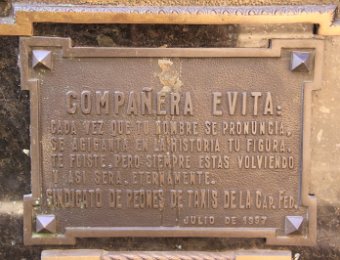 COMPAÑERA EVITA:
CADA VEZ QUE TU NOMBRE SE PRONUNCIA,
SE AGIGANTA EN LA HISTORIA TU FIGURA.
TE FUISTE, PERO SIEMPRE ESTAS VOLVIENDO
Y ASI SERA, ETERNAMENTE.
SINDICATO DE PEONES DE TAXIS DE LA CAP. FED.
JULIO DE 1997